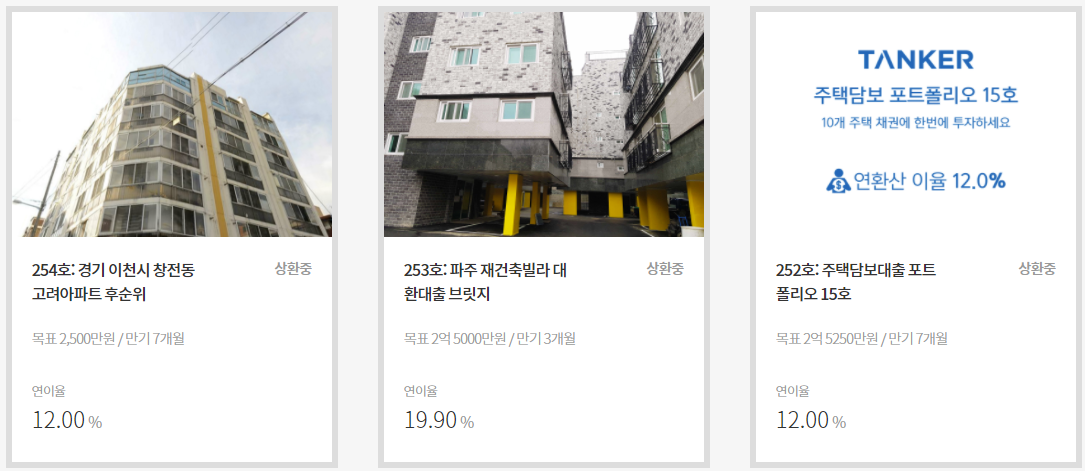 254호: 경기 이천시 창전동
고려아파트 후순위
상환중
목표 2,500만원 / 만기 7개월
연이율
12.00 %
253호: 파주 재건축빌라 대
환대출 브릿지
상환중
목표 2억 5000만원 / 만기 3개월
연이율
19.90 %
TANKER
주택담보 포트폴리오 15호
10개 주택 채권에 한번에 투자하세요
연환산 이율 12.0%
252호: 주택담보대출 포트
폴리오 15호
상환중
목표 2억 5250만원 / 만기 7개월
연이율
12.00 %